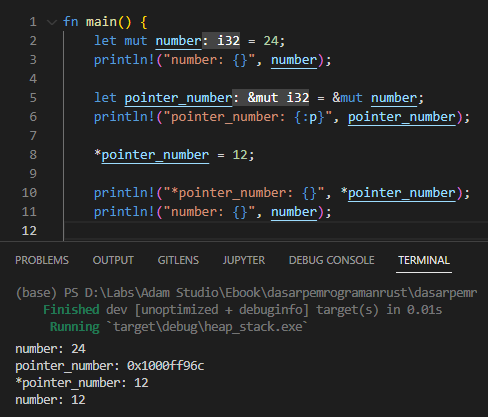 1 fn main() {
2 let mut number: i32 = 24;
3 println!("number: {}", number);
4
5 let pointer_number: &mut i32 = &mut number;
6 println!("pointer_number: {:p}", pointer_number);
7
8 *pointer_number = 12;
9
10 println!("*pointer_number: {}", *pointer_number);
11 println!("number: {}", number);
12
PROBLEMS OUTPUT GITLENS JUPYTER DEBUG CONSOLE TERMINAL
(base) PS D:\Labs\Adam Studio\Ebook\dasarpemrogramanrust\dasarpemr
Finished dev [unoptimized + debuginfo] target(s) in 0.01s
Running `target\debug\heap_stack.exe`
number: 24
pointer_number: 0x1000ff96c
*pointer_number: 12
number: 12